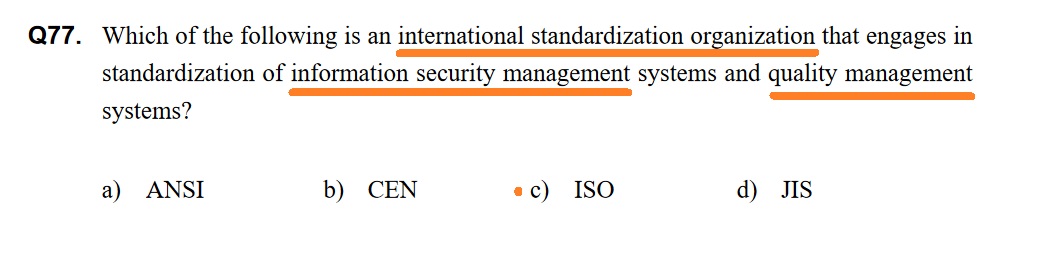 Q77. Which of the following is an international standardization organization that engages in
standardization of information security management systems and quality management
systems?
a) ANSI b) CEN c) ISO d) JIS